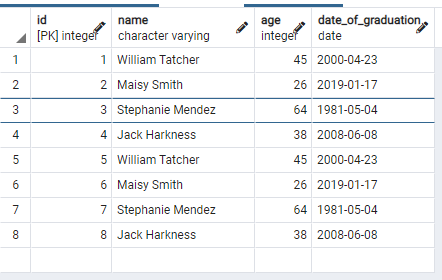 id name age date_of_graduation
[PK] integer character varying integer date
1 1 William Tatcher 45 2000-04-23
2 2 Maisy Smith 26 2019-01-17
3 3 Stephanie Mendez 64 1981-05-04
4 4 Jack Harkness 38 2008-06-08
5 5 William Tatcher 45 2000-04-23
6 6 Maisy Smith 26 2019-01-17
7 7 Stephanie Mendez 64 1981-05-04
8 8 Jack Harkness 38 2008-06-08